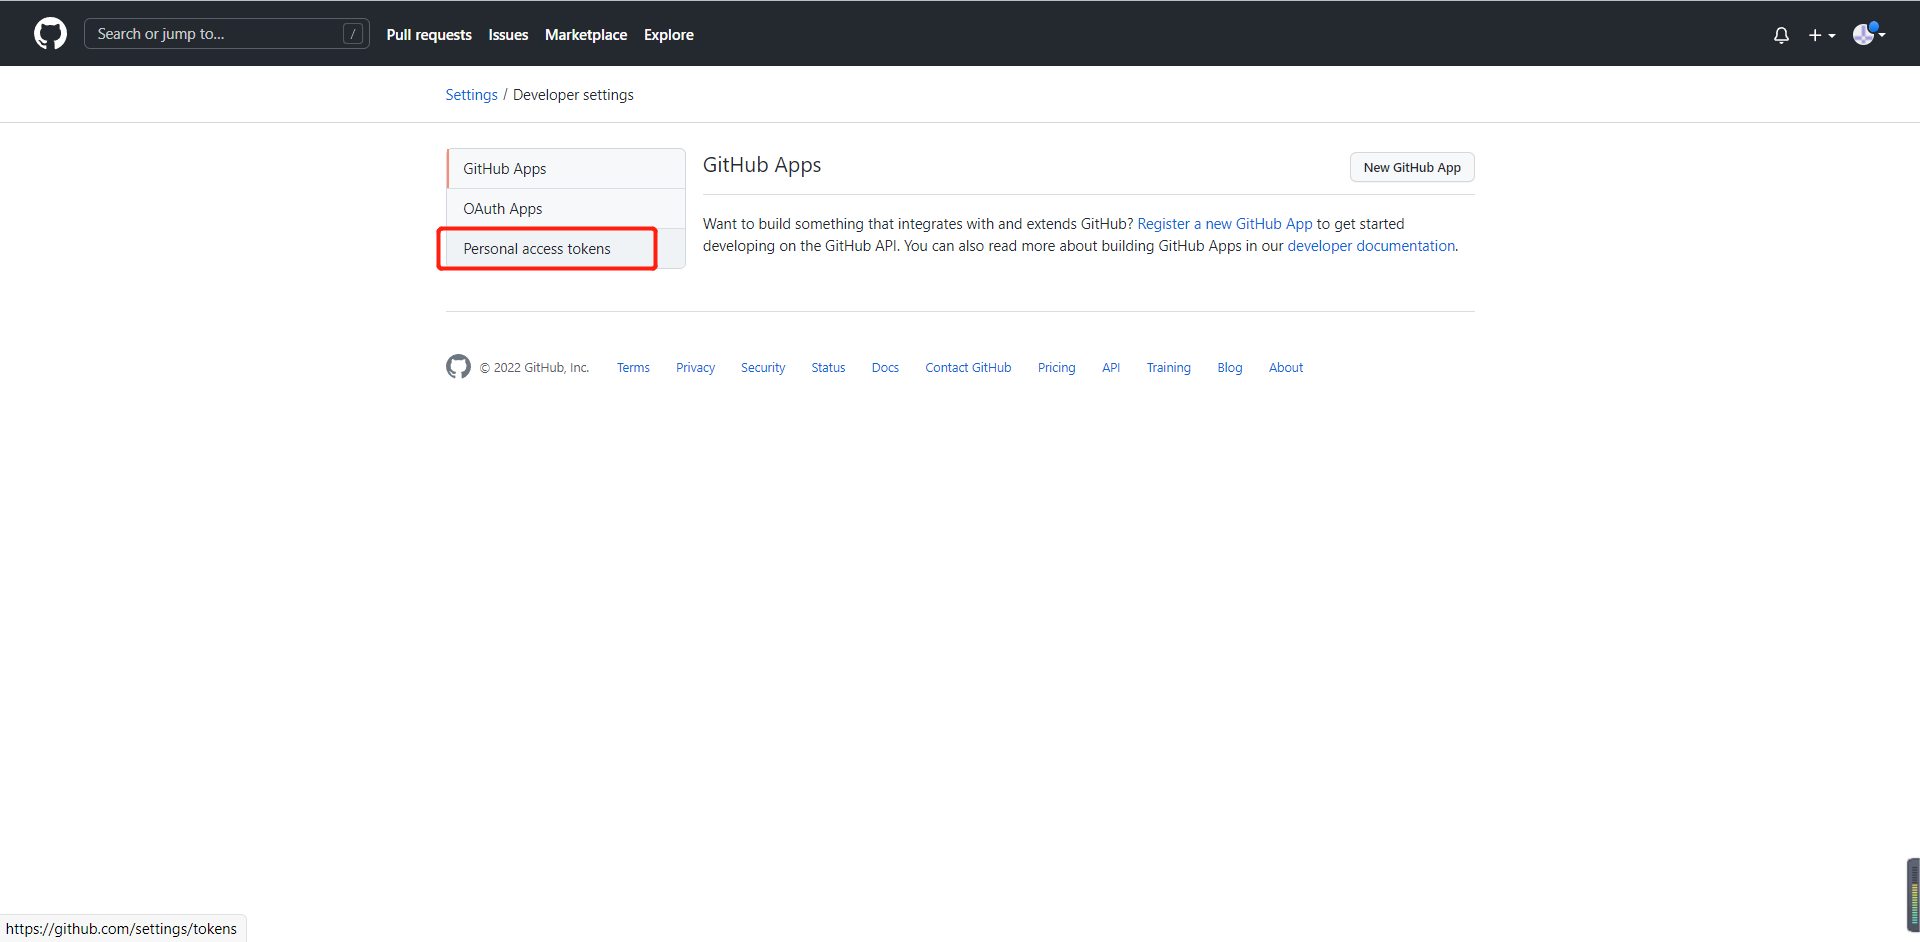 Search or jump to... / Pull requests Issues Marketplace Explore
Settings / Developer settings
GitHub Apps
OAuth Apps
Personal access tokens
GitHub Apps
New GitHub App
Want to build something that integrates with and extends GitHub? Register a new GitHub App to get started
developing on the GitHub API. You can also read more about building GitHub Apps in our developer documentation.
© 2022 GitHub, Inc. Terms Privacy Security Status Docs Contact GitHub Pricing API Training Blog About
https://github.com/settings/tokens